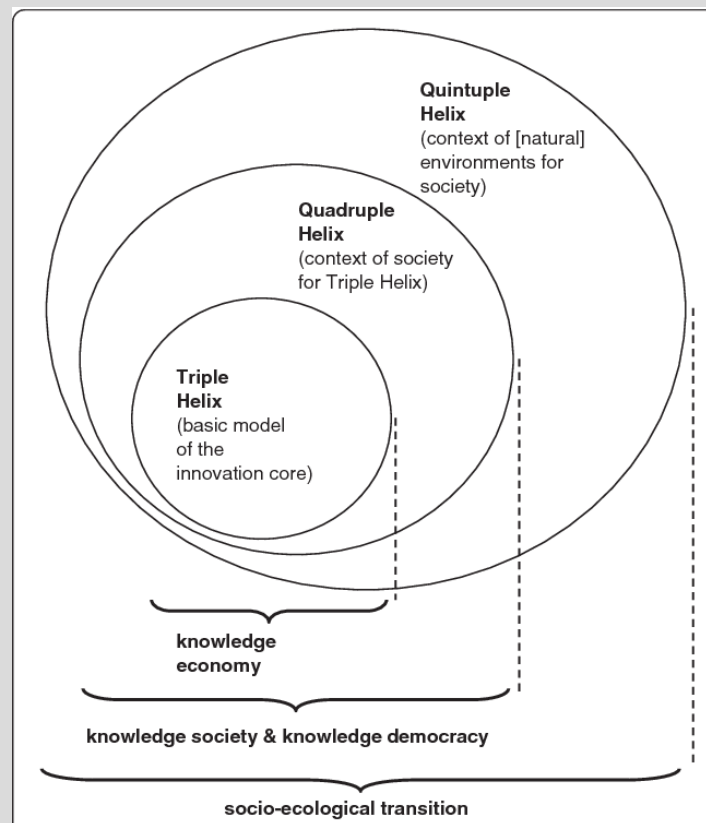 Quintuple
Helix
(context of [natural]
environments for
society)
Quadruple
Helix
(context of society
for Triple Helix)
Triple
Helix
(basic model
of the
innovation core)
knowledge
economy
knowledge society & knowledge democracy
socio-ecological transition